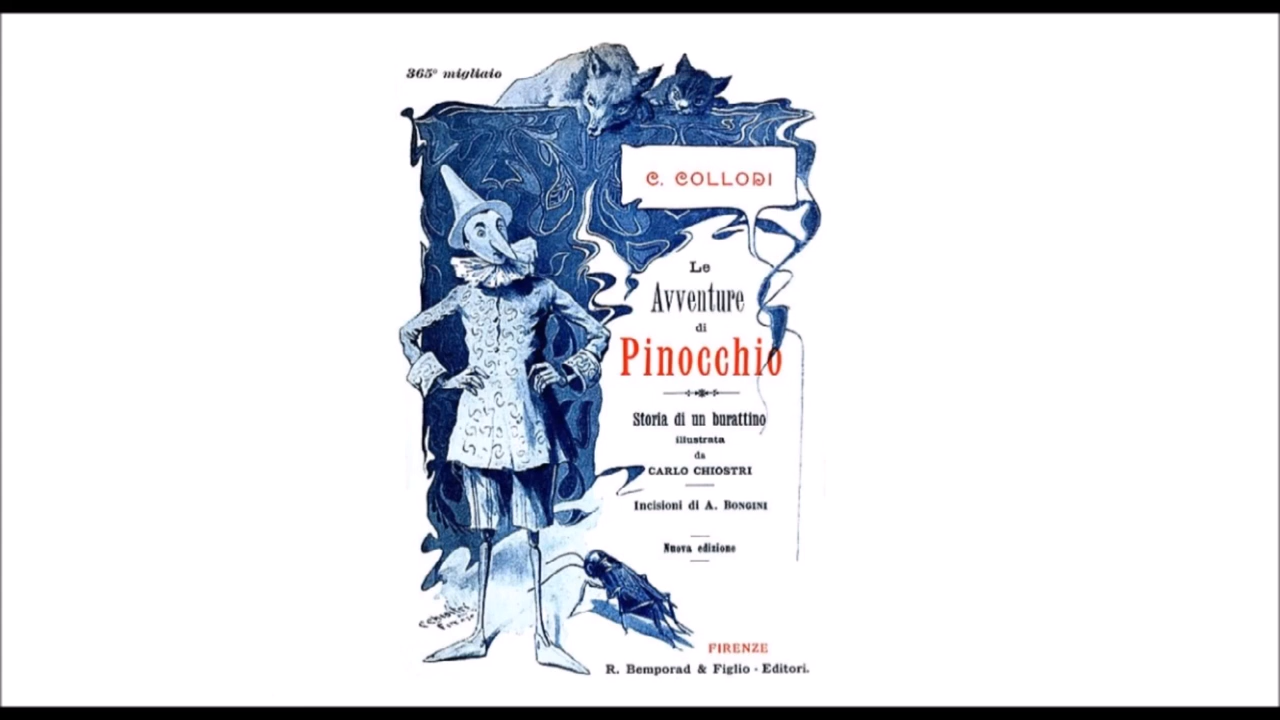 365º migliaio
C. COLLODI
Le
Avventure
di
Pinocchio
Storia di un burattino
illustrata
da
CARLO CHIOSTRI
Incisioni di A. BONGINI
Nuova edizione
FIRENZE
R. Bemporad & Figlio - Editori.